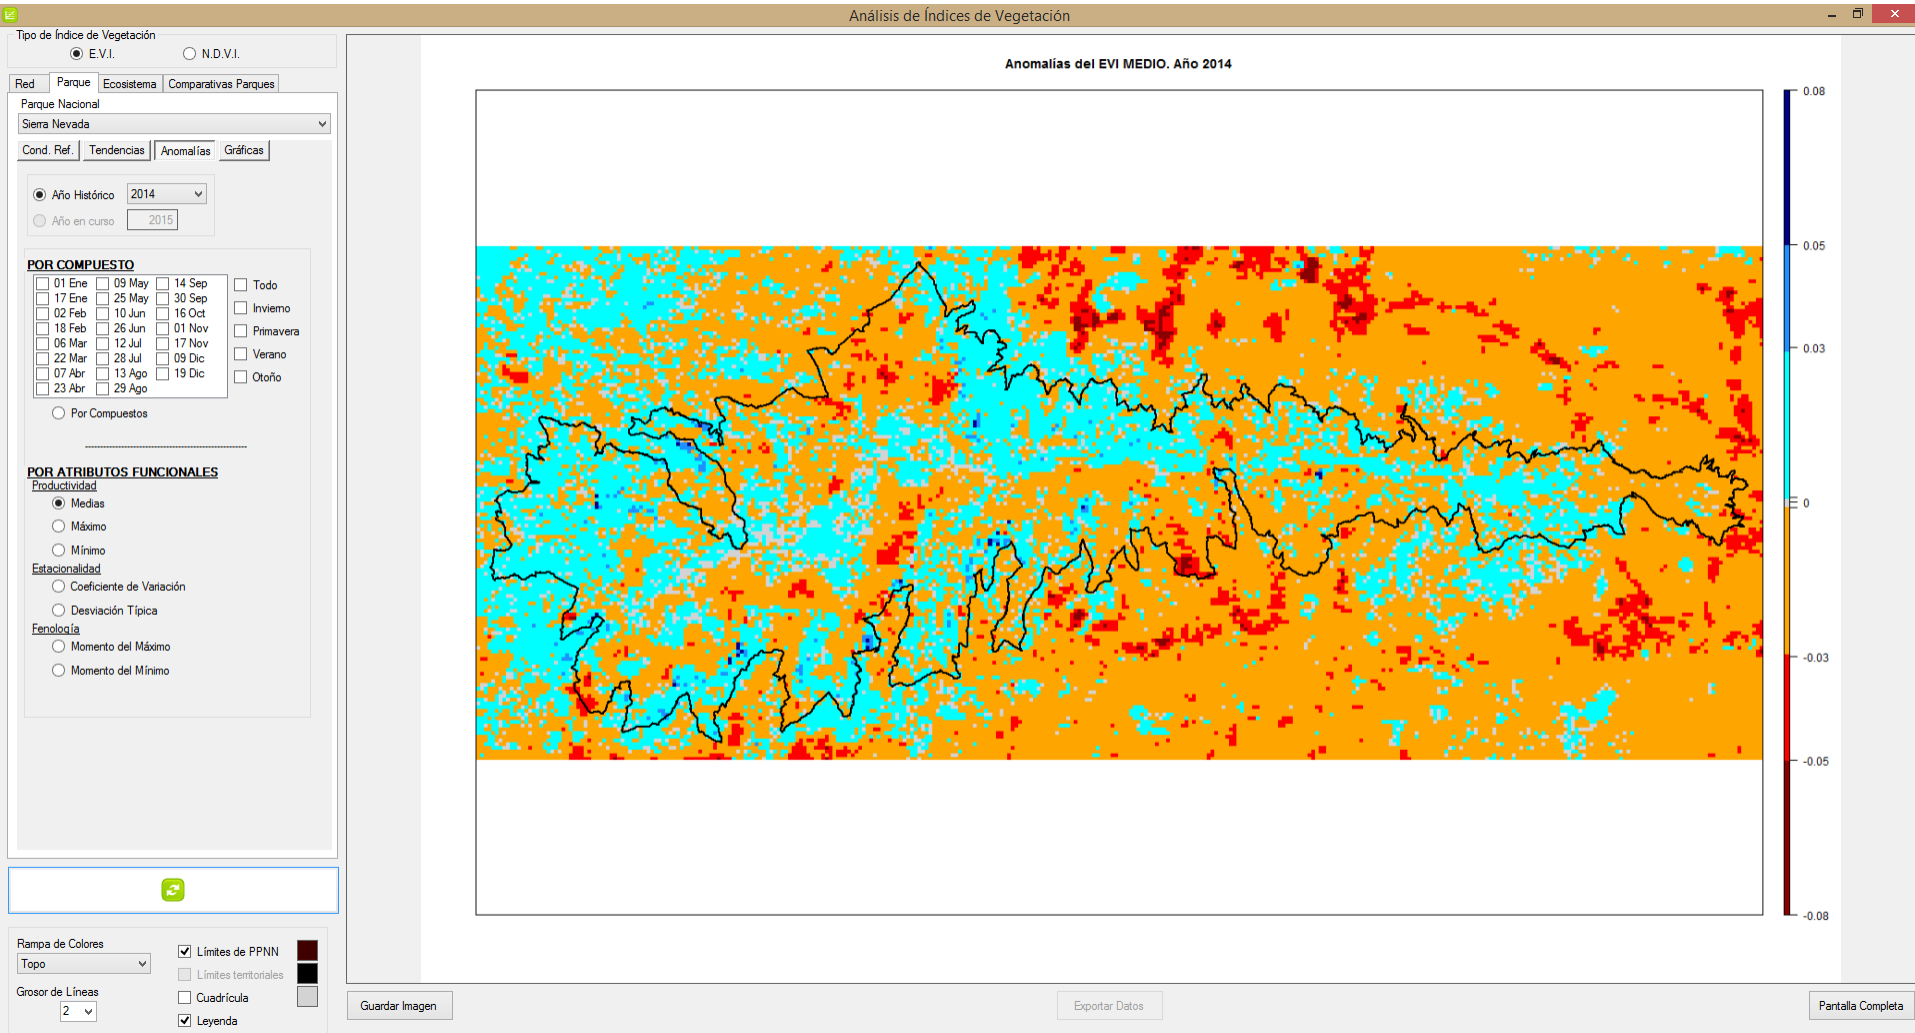 Análisis de Índices de Vegetación
Tipo de Índice de Vegetación
E.V.I. N.D.V.I.
Red Parque Ecosistema Comparativas Parques
Parque Nacional
Sierra Nevada
Cond. Ref. Tendencias Anomalías Gráficas
Año Histórico 2014
Año en curso 2015
POR COMPUESTO
01 Ene 09 May 14 Sep Todo
17 Ene 25 May 30 Sep
02 Feb 10 Jun 16 Oct Invierno
18 Feb 26 Jun 01 Nov Primavera
06 Mar 12 Jul 17 Nov
22 Mar 28 Jul 09 Dic Verano
07 Abr 13 Ago 19 Dic Otoño
23 Abr 29 Ago
Por Compuestos
POR ATRIBUTOS FUNCIONALES
Productividad
Medias
Máximo
Mínimo
Estacionalidad
Coeficiente de Variación
Desviación Típica
Fenología
Momento del Máximo
Momento del Mínimo
Rampa de Colores
Topo
Grosor de Líneas
2
Límites de PPNN
Límites territoriales
Cuadrícula
Leyenda
Anomalías del EVI MEDIO. Año 2014
0.08
0.05
0.03
0
-0.03
-0.05
-0.08
Guardar Imagen Exportar Datos Pantalla Completa